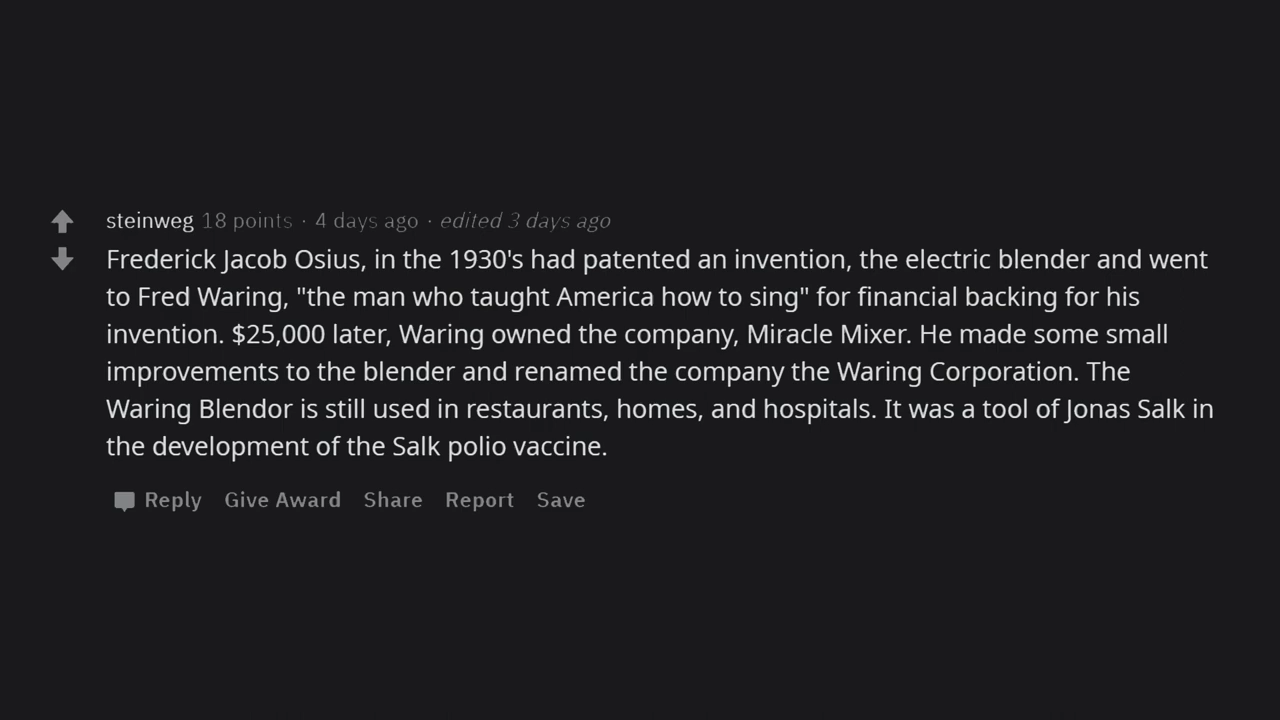 steinweg 18 points · 4 days ago · edited 3 days ago
Frederick Jacob Osius, in the 1930's had patented an invention, the electric blender and went
to Fred Waring, "the man who taught America how to sing" for financial backing for his
invention. $25,000 later, Waring owned the company, Miracle Mixer. He made some small
improvements to the blender and renamed the company the Waring Corporation. The
Waring Blendor is still used in restaurants, homes, and hospitals. It was a tool of Jonas Salk in
the development of the Salk polio vaccine.
Reply Give Award Share Report Save